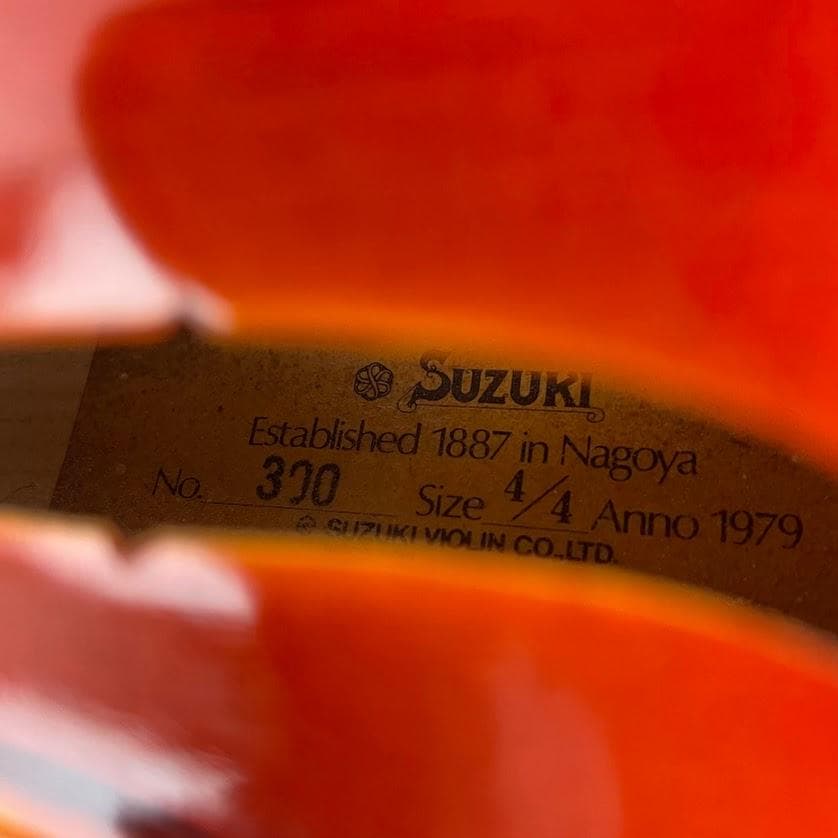 SUZUKI
Established 1887 in Nagoya
No. 300 Size 4/4 Anno 1979
© SUZUKI VIOLIN CO.,LTD.